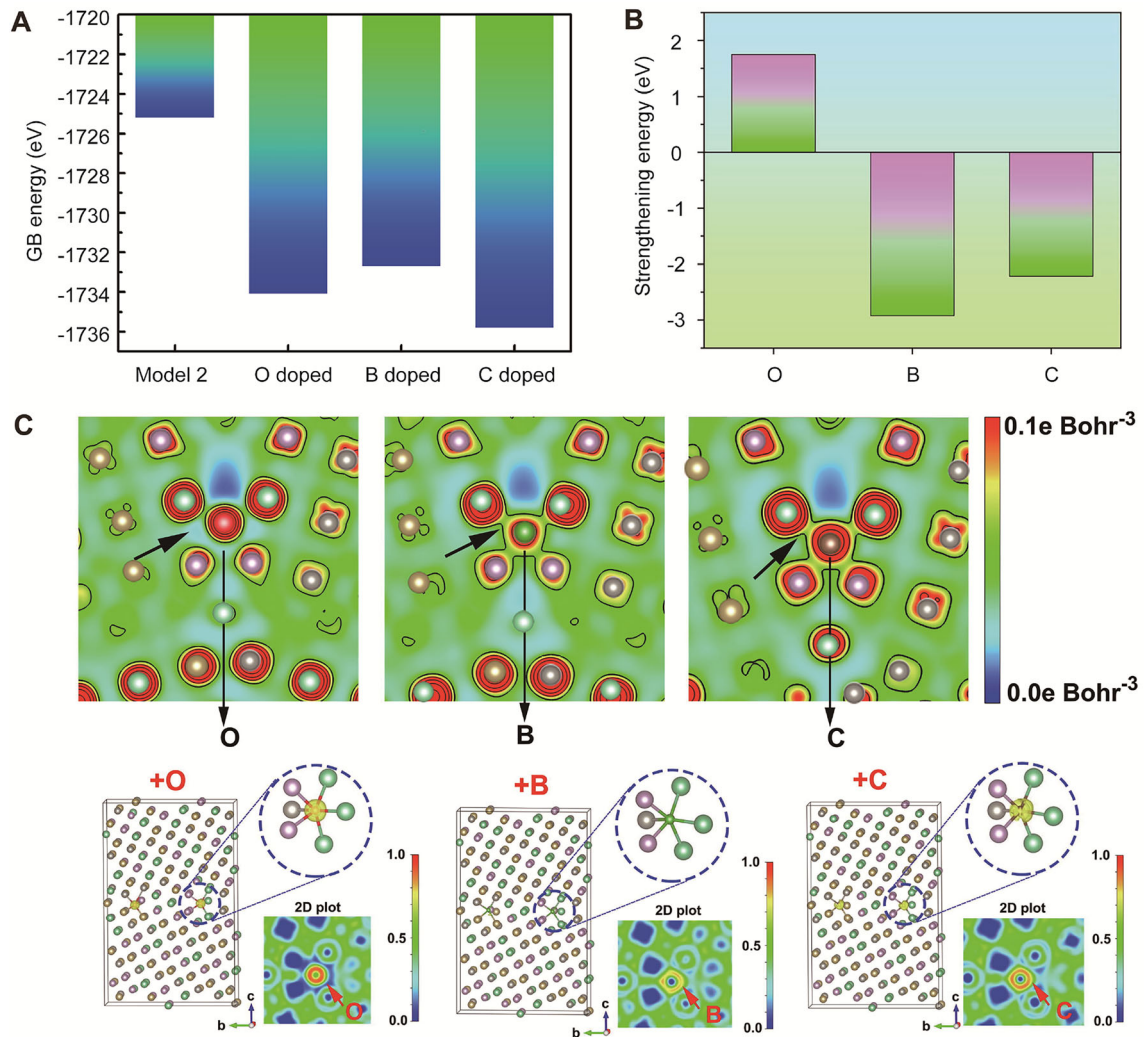 A
GB energy (eV)
-1720
-1722
-1724
-1726
-1728
-1730
-1732
-1734
-1736
Model 2 O doped B doped C doped
B
Strengthening energy (eV)
2
1
0
-1
-2
-3
O B C
C
0.1e Bohr-3
0.0e Bohr-3
O B C
+O +B +C
1.0
0.5
0.0
2D plot
O
c
b
1.0
0.5
0.0
2D plot
B
c
b
1.0
0.5
0.0
2D plot
C
c
b